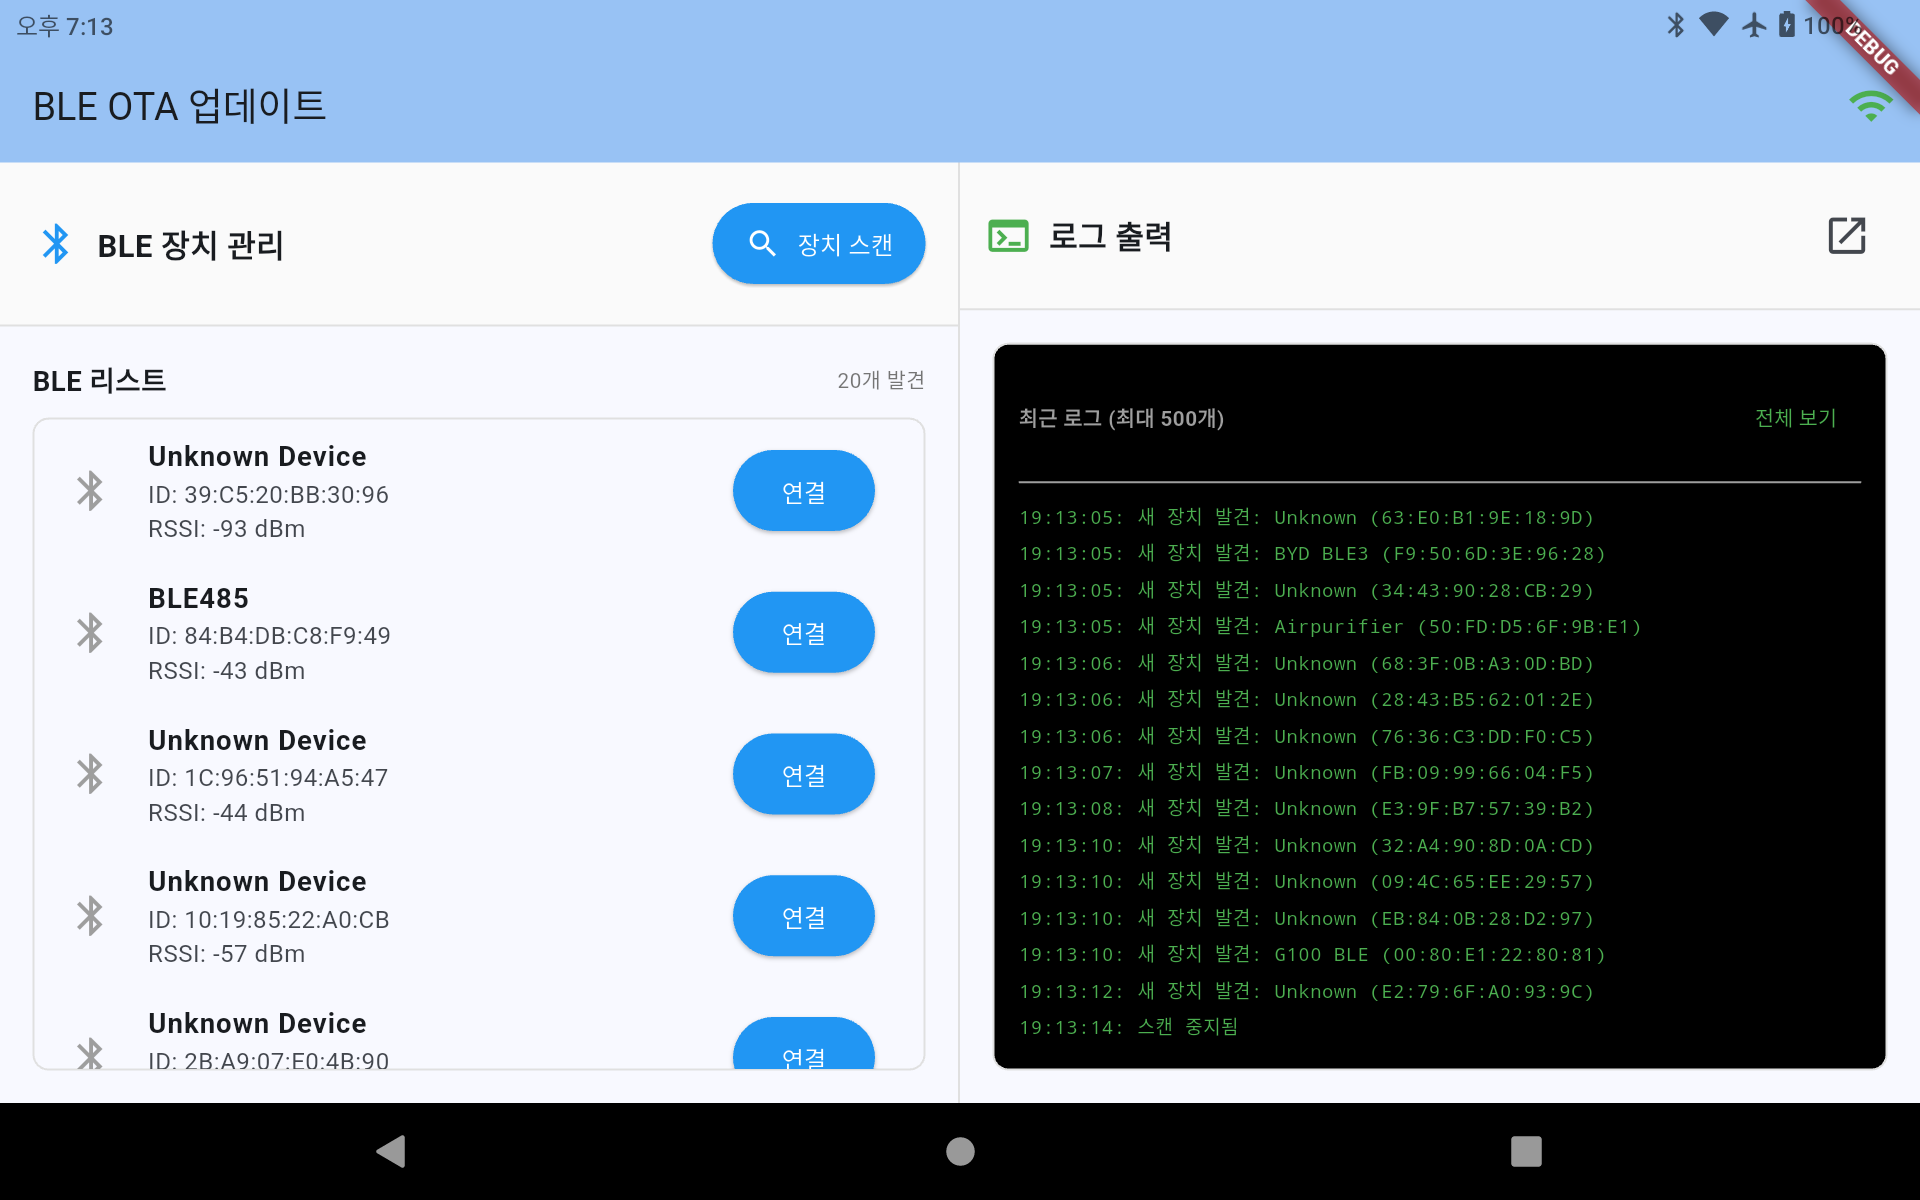 오후 7:13
100%
DEBUG
BLE OTA 업데이트
BLE 장치 관리
장치 스캔
BLE 리스트
20개 발견
Unknown Device
ID: 39:C5:20:BB:30:96
RSSI: -93 dBm
연결
BLE485
ID: 84:B4:DB:C8:F9:49
RSSI: -43 dBm
연결
Unknown Device
ID: 1C:96:51:94:A5:47
RSSI: -44 dBm
연결
Unknown Device
ID: 10:19:85:22:A0:CB
RSSI: -57 dBm
연결
Unknown Device
ID: 2B:A9:07:E0:4B:90
연결
로그 출력
최근 로그 (최대 500개)
전체 보기
19:13:05: 새 장치 발견: Unknown (63:E0:B1:9E:18:9D)
19:13:05: 새 장치 발견: BYD BLE3 (F9:50:6D:3E:96:28)
19:13:05: 새 장치 발견: Unknown (34:43:90:28:CB:29)
19:13:05: 새 장치 발견: Airpurifier (50:FD:D5:6F:9B:E1)
19:13:06: 새 장치 발견: Unknown (68:3F:0B:A3:0D:BD)
19:13:06: 새 장치 발견: Unknown (28:43:B5:62:01:2E)
19:13:06: 새 장치 발견: Unknown (76:36:C3:DD:F0:C5)
19:13:07: 새 장치 발견: Unknown (FB:09:99:66:04:F5)
19:13:08: 새 장치 발견: Unknown (E3:9F:B7:57:39:B2)
19:13:10: 새 장치 발견: Unknown (32:A4:90:8D:0A:CD)
19:13:10: 새 장치 발견: Unknown (09:4C:65:EE:29:57)
19:13:10: 새 장치 발견: Unknown (EB:84:0B:28:D2:97)
19:13:10: 새 장치 발견: G100 BLE (00:80:E1:22:80:81)
19:13:12: 새 장치 발견: Unknown (E2:79:6F:A0:93:9C)
19:13:14: 스캔 중지됨